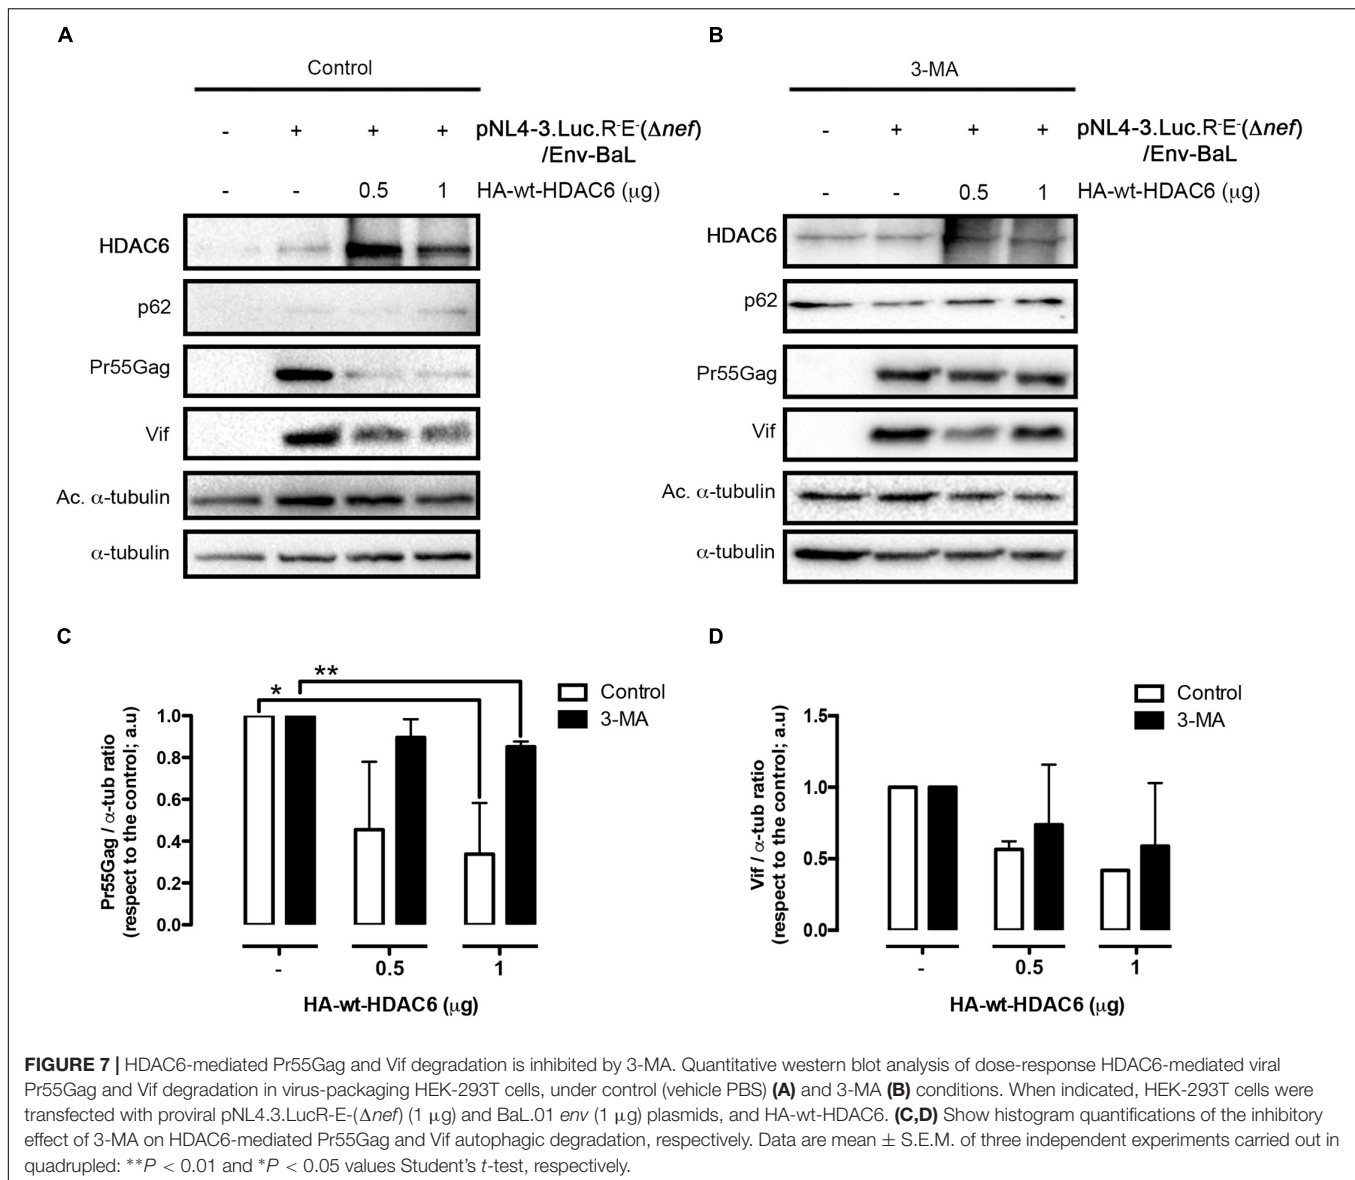 A
Control
- + + + pNL4-3.Luc.R-E-(Δnef)
/Env-BaL
- - 0.5 1 HA-wt-HDAC6 (μg)
HDAC6
p62
Pr55Gag
Vif
Ac. α-tubulin
α-tubulin
B
3-MA
- + + + pNL4-3.Luc.R-E-(Δnef)
/Env-BaL
- - 0.5 1 HA-wt-HDAC6 (μg)
HDAC6
p62
Pr55Gag
Vif
Ac. α-tubulin
α-tubulin
C
Pr55Gag / α-tub ratio
(respect to the control; a.u)
1.0
0.8
0.6
0.4
0.2
0.0
*
**
Control
3-MA
- 0.5 1
HA-wt-HDAC6 (μg)
D
Vif / α-tub ratio
(respect to the control; a.u)
1.5
1.0
0.5
0.0
Control
3-MA
- 0.5 1
HA-wt-HDAC6 (μg)
FIGURE 7 | HDAC6-mediated Pr55Gag and Vif degradation is inhibited by 3-MA. Quantitative western blot analysis of dose-response HDAC6-mediated viral
Pr55Gag and Vif degradation in virus-packaging HEK-293T cells, under control (vehicle PBS) (A) and 3-MA (B) conditions. When indicated, HEK-293T cells were
transfected with proviral pNL4.3.LucR-E-(Δnef) (1 μg) and BaL.01 env (1 μg) plasmids, and HA-wt-HDAC6. (C,D) Show histogram quantifications of the inhibitory
effect of 3-MA on HDAC6-mediated Pr55Gag and Vif autophagic degradation, respectively. Data are mean ± S.E.M. of three independent experiments carried out in
quadrupled: **P < 0.01 and *P < 0.05 values Student's t-test, respectively.